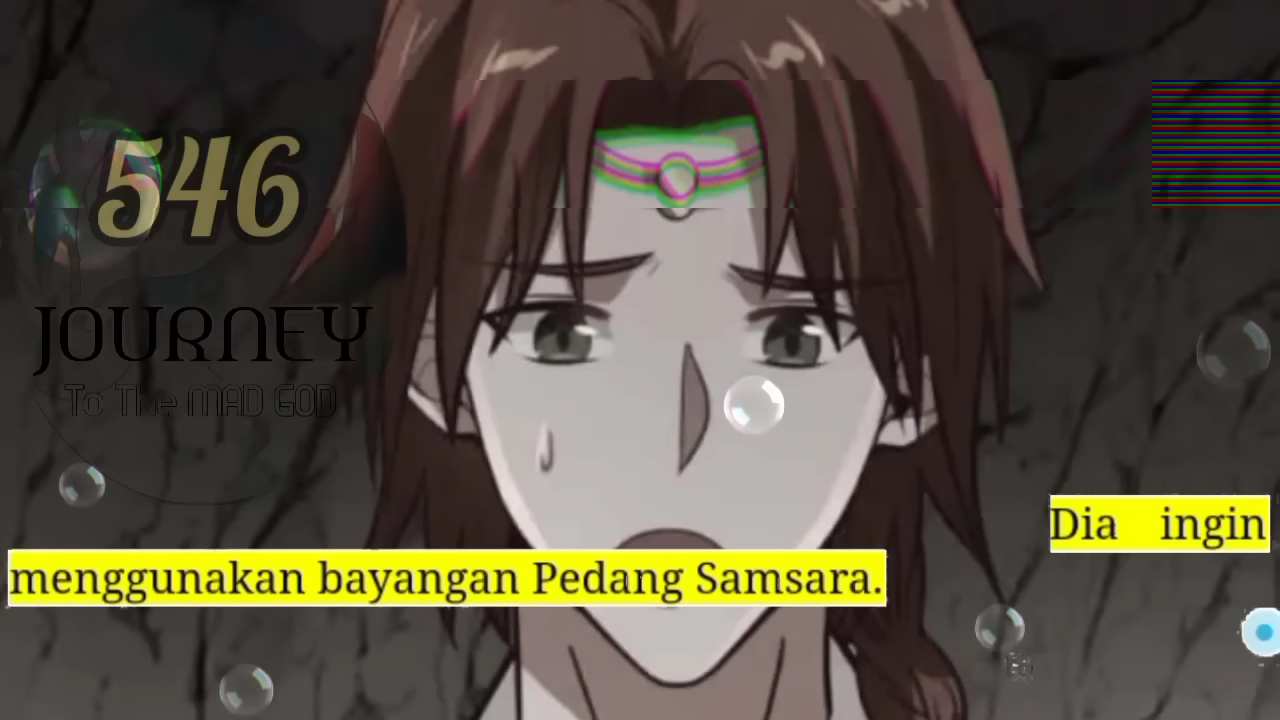 546
JOURNEY
To The MAD GOD
Dia ingin
menggunakan bayangan Pedang Samsara.